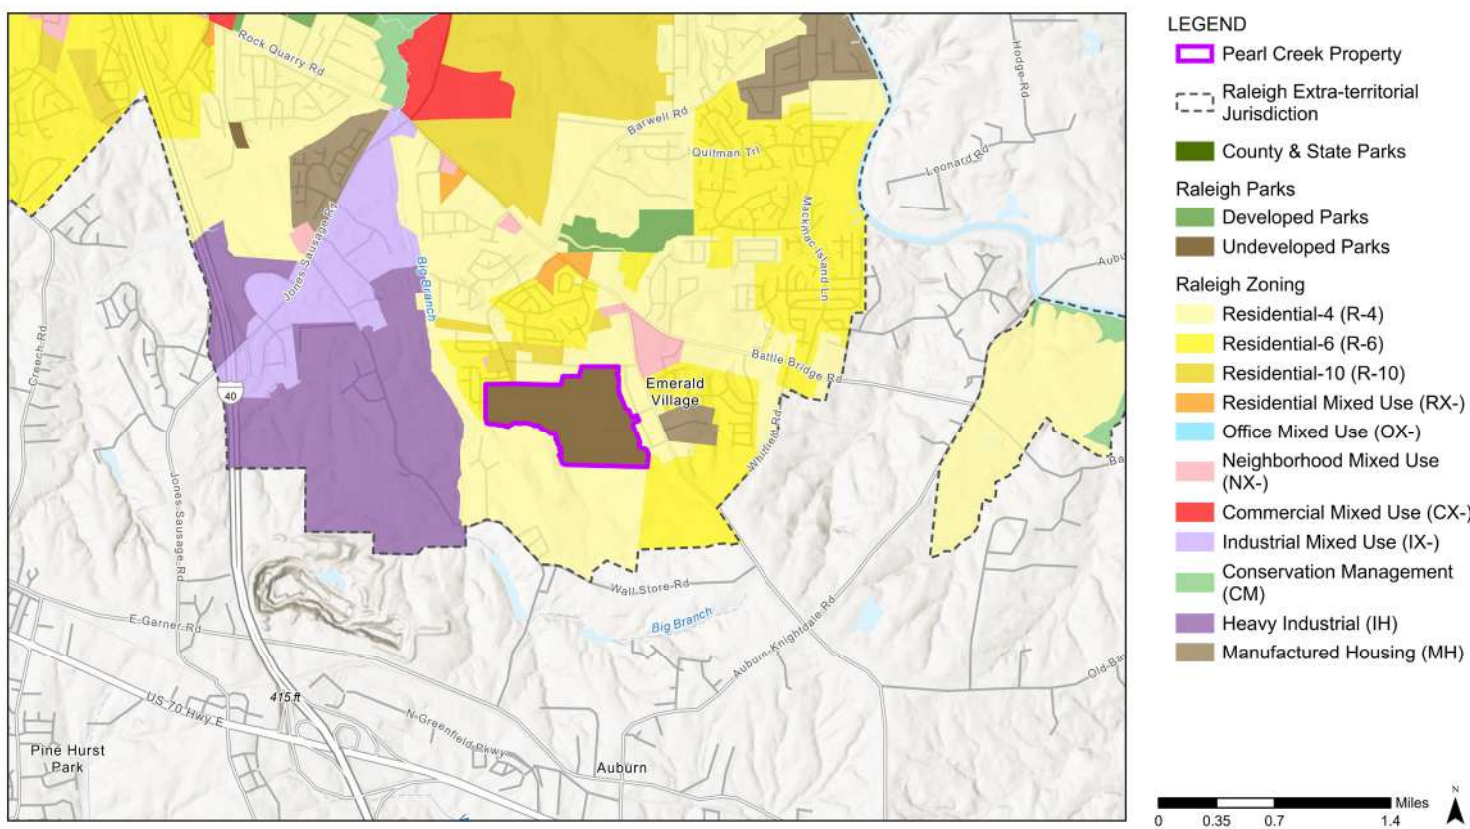 Rock Quarry Rd
Hodge Rd
Barwell Rd
Quitman Trl
Leonard Rd
Jones Sausage Rd
Mackinac Island Ln
Big Branch
Aubu
Creech Rd
Battle Bridge Rd
Emerald
Village
40
Whitfield Rd
Ba
Jones Sausage Rd
Wall Store Rd
Big Branch
E Garner Rd
Auburn Knightdale Rd
Old Ba
415 ft
US 70 Hwy E
N Greenfield Pkwy
Pine Hurst
Park
Auburn
LEGEND
Pearl Creek Property
Raleigh Extra-territorial
Jurisdiction
County & State Parks
Raleigh Parks
Developed Parks
Undeveloped Parks
Raleigh Zoning
Residential-4 (R-4)
Residential-6 (R-6)
Residential-10 (R-10)
Residential Mixed Use (RX-)
Office Mixed Use (OX-)
Neighborhood Mixed Use
(NX-)
Commercial Mixed Use (CX-)
Industrial Mixed Use (IX-)
Conservation Management
(CM)
Heavy Industrial (IH)
Manufactured Housing (MH)
N
Miles
0 0.35 0.7 1.4